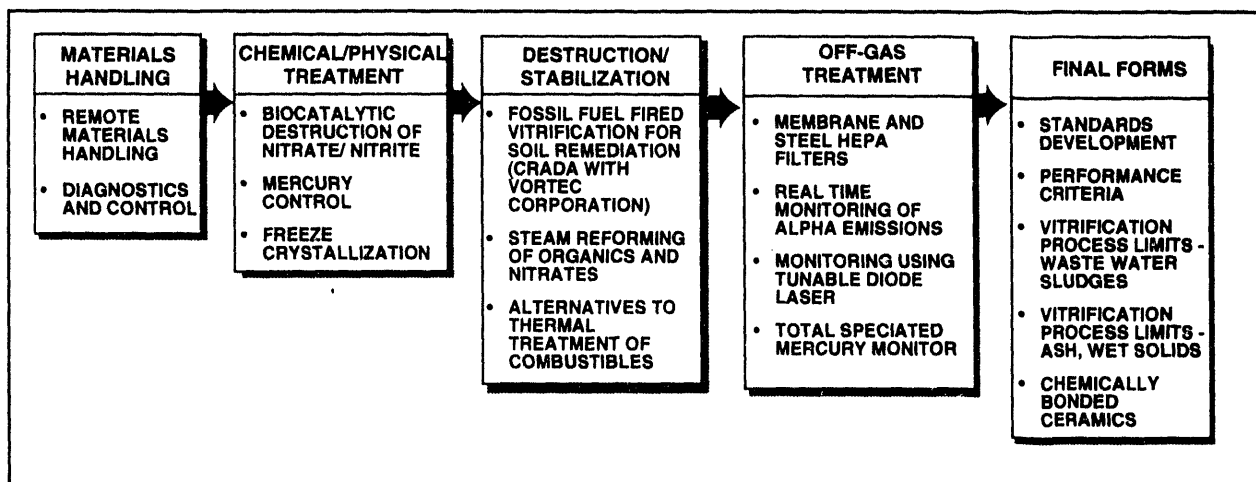 MATERIALS
HANDLING
• REMOTE
MATERIALS
HANDLING
• DIAGNOSTICS
AND CONTROL
CHEMICAL/PHYSICAL
TREATMENT
• BIOCATALYTIC
DESTRUCTION OF
NITRATE/ NITRITE
• MERCURY
CONTROL
• FREEZE
CRYSTALLIZATION
DESTRUCTION/
STABILIZATION
• FOSSIL FUEL FIRED
VITRIFICATION FOR
SOIL REMEDIATION
(CRADA WITH
VORTEC
CORPORATION)
• STEAM REFORMING
OF ORGANICS AND
NITRATES
• ALTERNATIVES TO
THERMAL
TREATMENT OF
COMBUSTIBLES
OFF-GAS
TREATMENT
• MEMBRANE AND
STEEL HEPA
FILTERS
• REAL TIME
MONITORING OF
ALPHA EMISSIONS
• MONITORING USING
TUNABLE DIODE
LASER
• TOTAL SPECIATED
MERCURY MONITOR
FINAL FORMS
• STANDARDS
DEVELOPMENT
• PERFORMANCE
CRITERIA
• VITRIFICATION
PROCESS LIMITS -
WASTE WATER
SLUDGES
• VITRIFICATION
PROCESS LIMITS -
ASH, WET SOLIDS
• CHEMICALLY
BONDED
CERAMICS